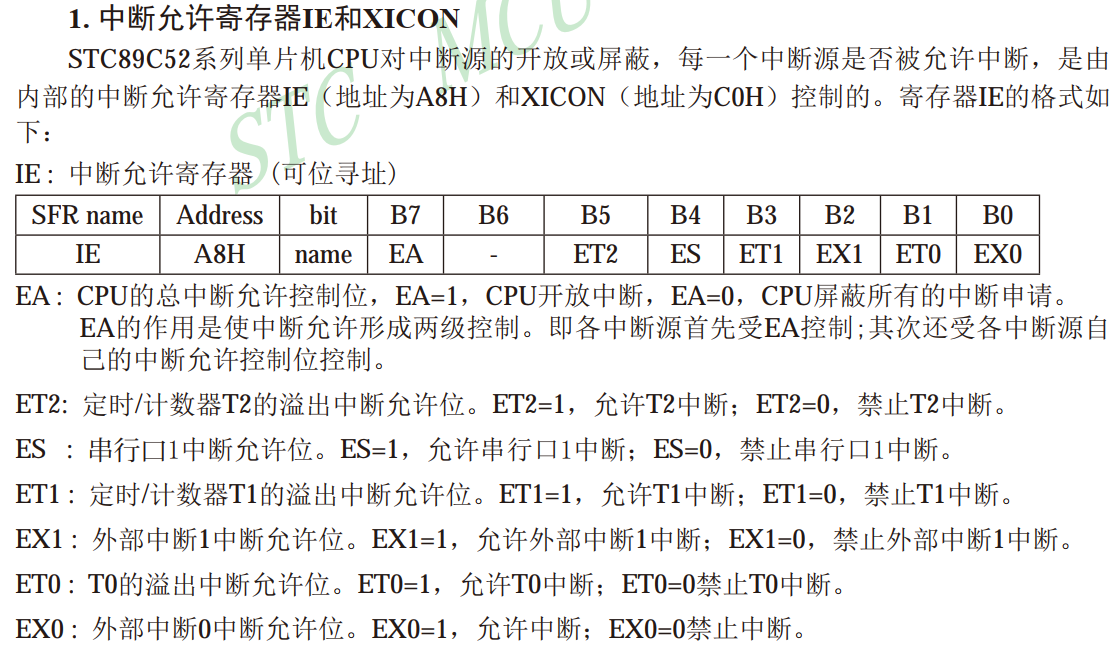 1. 中断允许寄存器IE和XICON
STC89C52系列单片机CPU对中断源的开放或屏蔽，每一个中断源是否被允许中断，是由
内部的中断允许寄存器IE（地址为A8H）和XICON（地址为C0H）控制的。寄存器IE的格式如
下：
IE : 中断允许寄存器 (可位寻址)
SFR name Address bit B7 B6 B5 B4 B3 B2 B1 B0
IE A8H name EA - ET2 ES ET1 EX1 ET0 EX0
EA : CPU的总中断允许控制位，EA=1，CPU开放中断，EA=0，CPU屏蔽所有的中断申请。
EA的作用是使中断允许形成两级控制。即各中断源首先受EA控制;其次还受各中断源自
己的中断允许控制位控制。
ET2: 定时/计数器T2的溢出中断允许位。ET2=1，允许T2中断；ET2=0，禁止T2中断。
ES : 串行口1中断允许位。ES=1，允许串行口1中断；ES=0，禁止串行口1中断。
ET1 : 定时/计数器T1的溢出中断允许位。ET1=1，允许T1中断；ET1=0，禁止T1中断。
EX1 : 外部中断1中断允许位。EX1=1，允许外部中断1中断；EX1=0，禁止外部中断1中断。
ET0 : T0的溢出中断允许位。ET0=1，允许T0中断；ET0=0禁止T0中断。
EX0 : 外部中断0中断允许位。EX0=1，允许中断；EX0=0禁止中断。
STC MCU